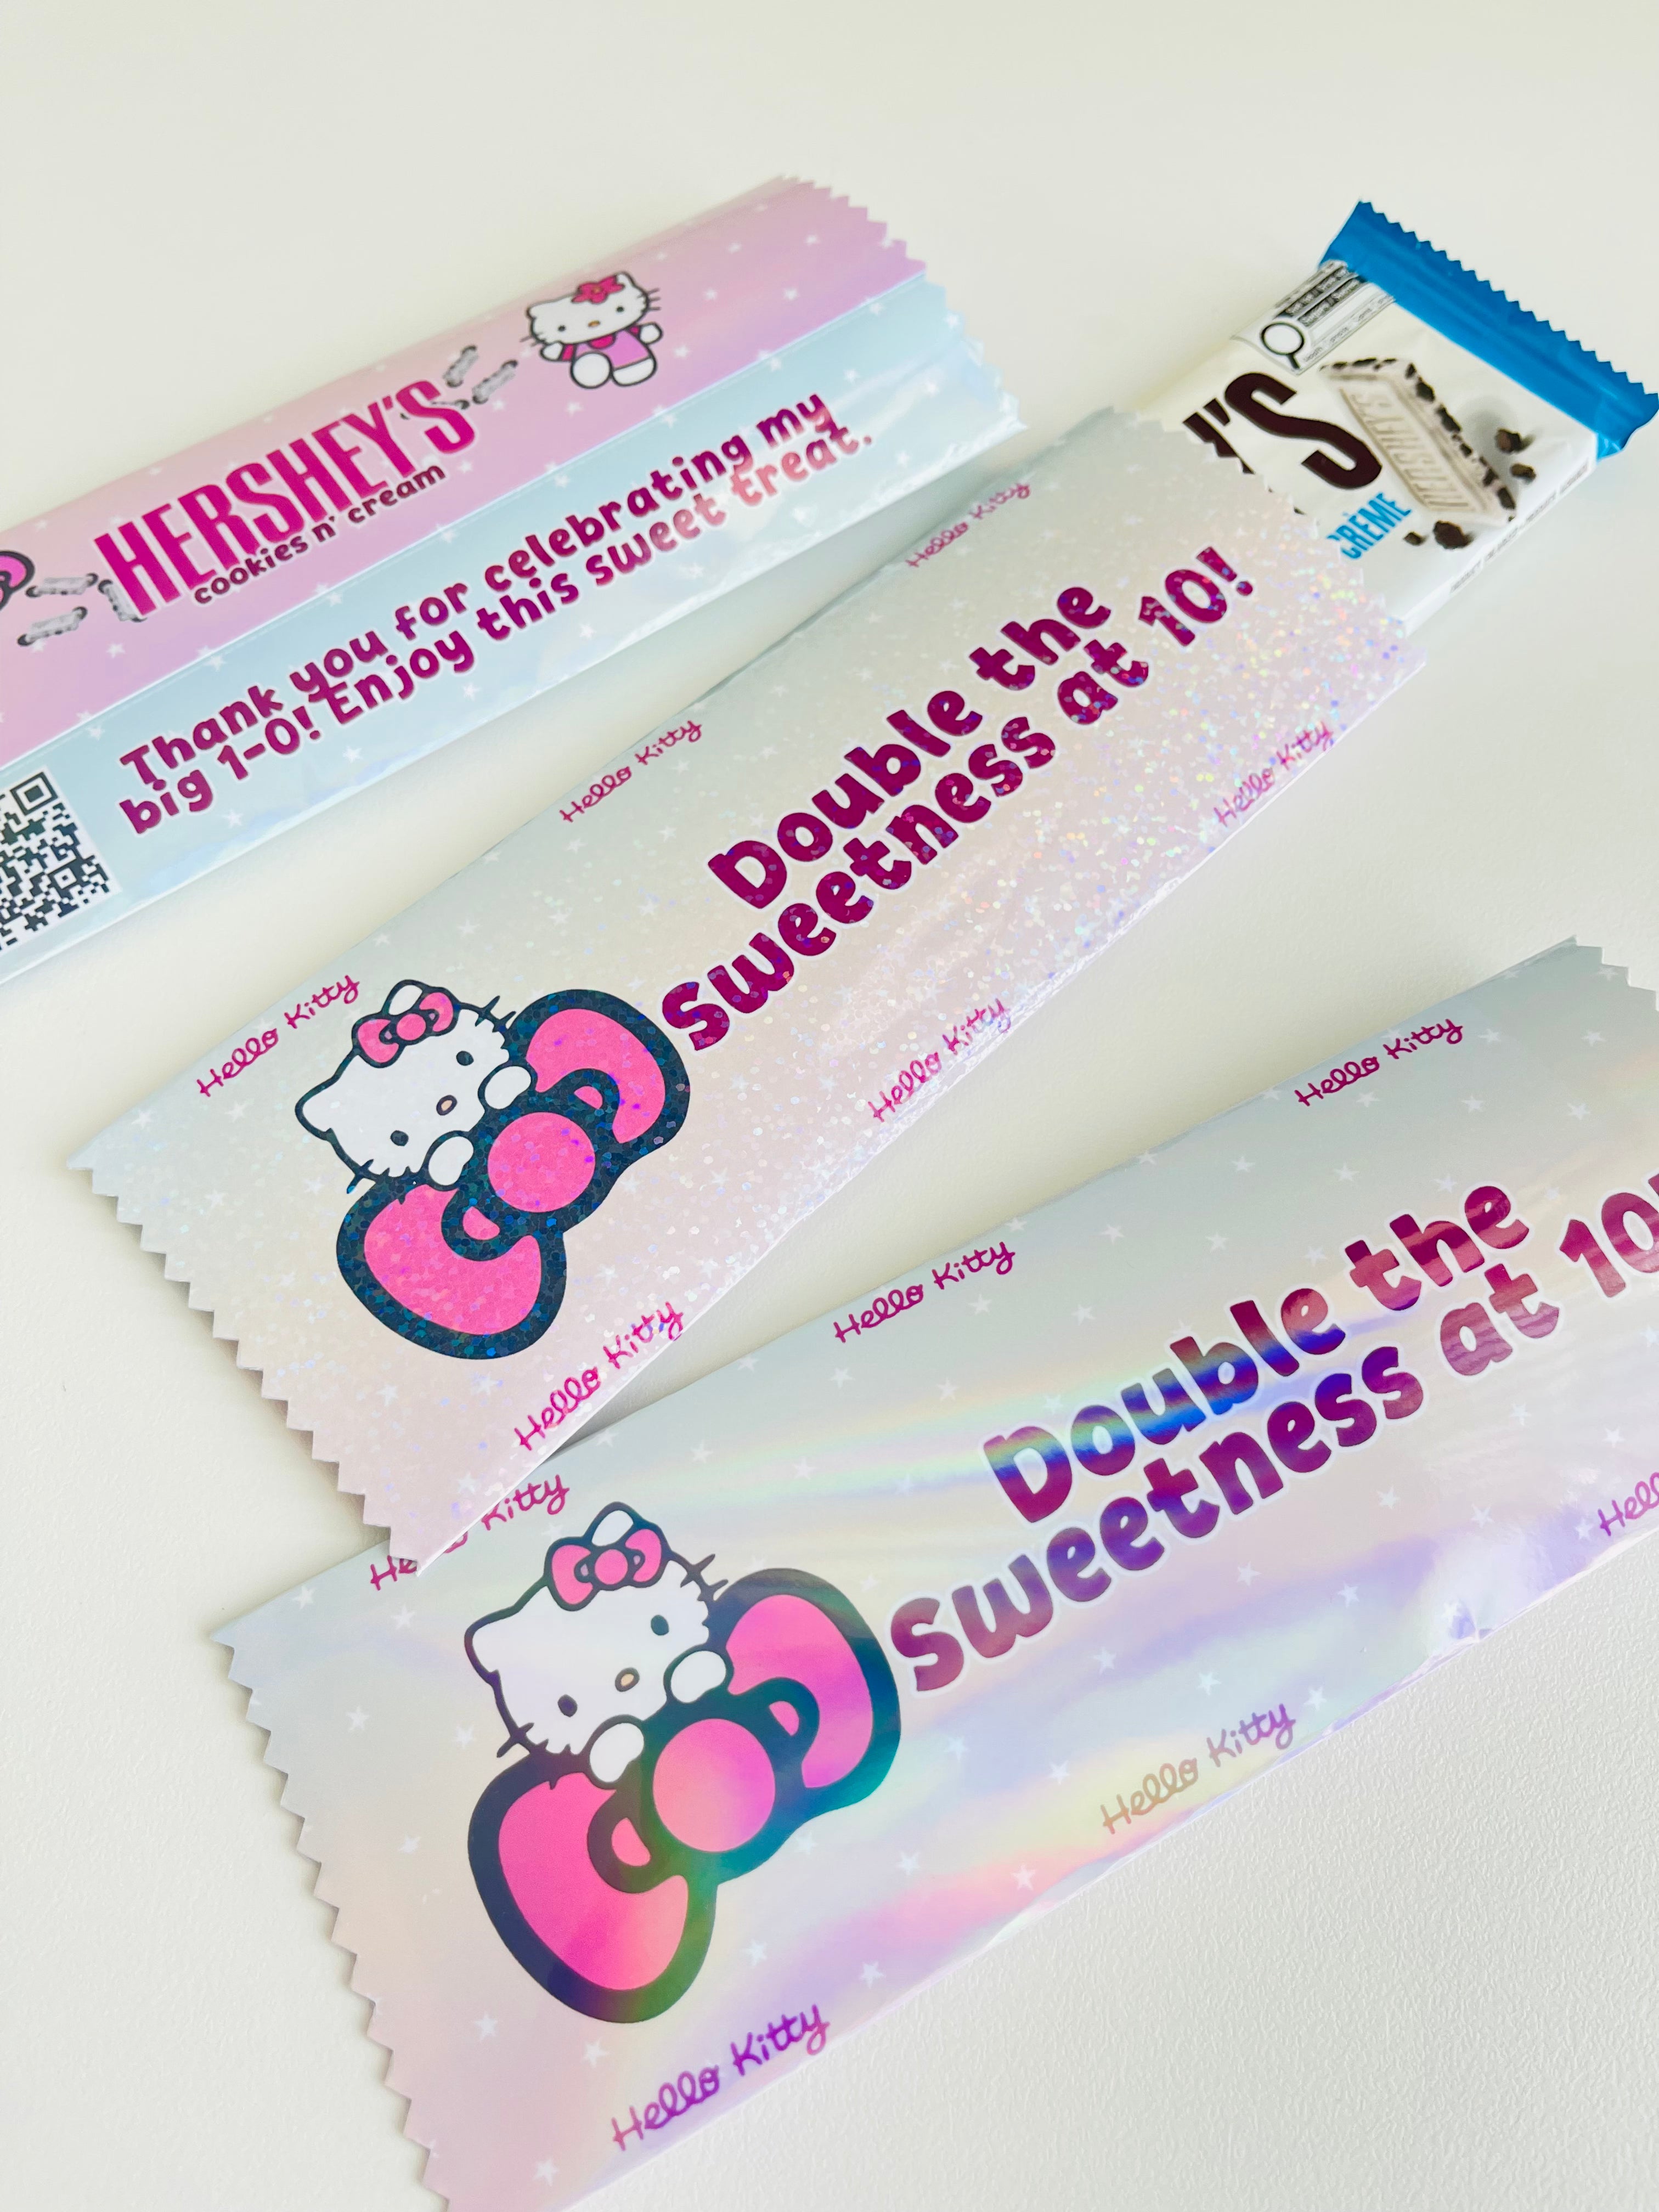 HERSHEY'S
cookies n' cream
Thank you for celebrating my
big 1-0! Enjoy this sweet treat.
'S
CRÈME
HERSHEY'S
Hello Kitty
Hello Kitty
Hello Kitty
Double the
sweetness at 10!
Hello Kitty
Hello Kitty
Hello Kitty
Hello Kitty
Hello Kitty
Kitty
Double the
sweetness at 10!
Hello Kitty
Hello Kitty